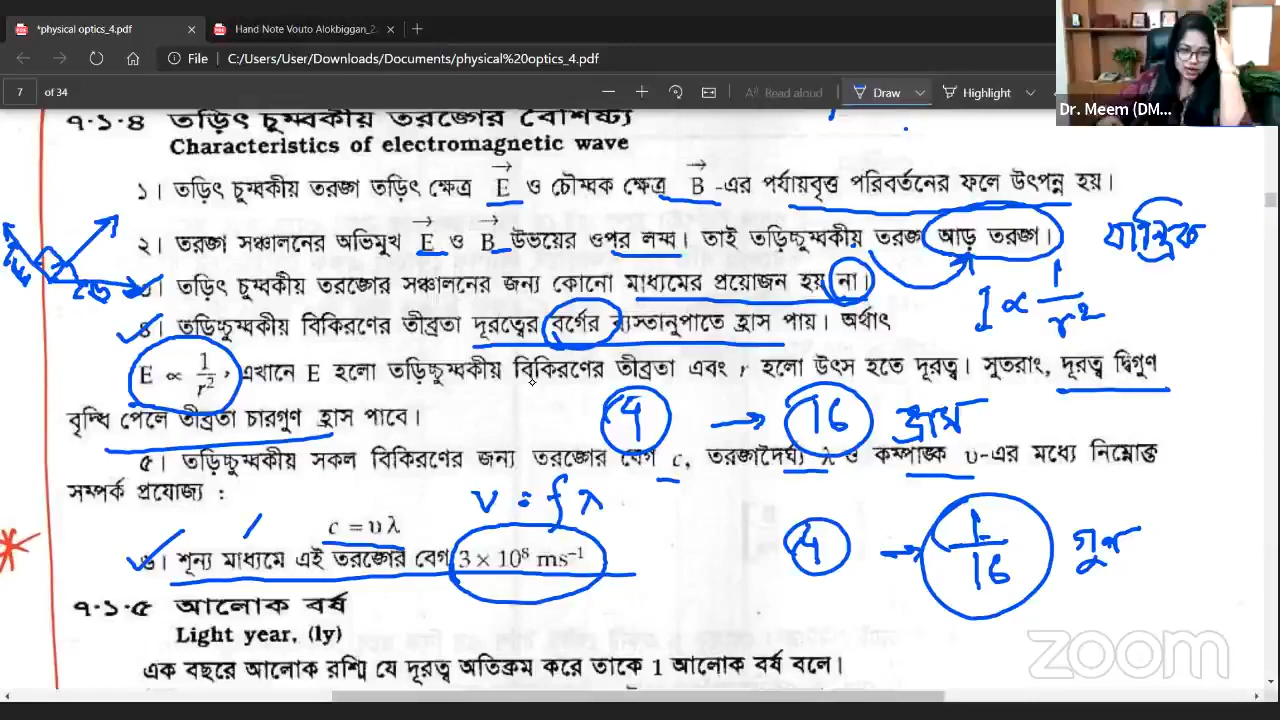 *physical optics_4.pdf
Hand Note Vouto Alokbiggan_2
File C:/Users/User/Downloads/Documents/physical%20optics_4.pdf
7 of 34
Read aloud
Draw
Highlight
Dr. Meem (DM...
৭·১·৪ তড়িৎ চুম্বকীয় তরঙ্গের বৈশিষ্ট্য
Characteristics of electromagnetic wave
১। তড়িৎ চুম্বকীয় তরঙ্গ তড়িৎ ক্ষেত্র E ও চৌম্বক ক্ষেত্র B -এর পর্যায়বৃত্ত পরিবর্তনের ফলে উৎপন্ন হয়।
২। তরঙ্গ সঞ্চালনের অভিমুখ E ও B উভয়ের ওপর লম্ব। তাই তড়িচ্চুম্বকীয় তরঙ্গ আড় তরঙ্গ।
যান্ত্রিক
৩। তড়িৎ চুম্বকীয় তরঙ্গের সঞ্চালনের জন্য কোনো মাধ্যমের প্রয়োজন হয় না।
I ∝ 1/r²
৪। তড়িচ্চুম্বকীয় বিকিরণের তীব্রতা দূরত্বের বর্গের ব্যস্তানুপাতে হ্রাস পায়। অর্থাৎ
E ∝ 1/r², এখানে E হলো তড়িচ্চুম্বকীয় বিকিরণের তীব্রতা এবং r হলো উৎস হতে দূরত্ব। সুতরাং, দূরত্ব দ্বিগুণ
বৃদ্ধি পেলে তীব্রতা চারগুণ হ্রাস পাবে।
4 → 16 হ্রাস
৫। তড়িচ্চুম্বকীয় সকল বিকিরণের জন্য তরঙ্গের বেগ c, তরঙ্গদৈর্ঘ্য λ ও কম্পাঙ্ক υ-এর মধ্যে নিম্নোক্ত
সম্পর্ক প্রযোজ্য :
v = fλ
c = υλ
4 → 1/16 গুণ
৬। শূন্য মাধ্যমে এই তরঙ্গের বেগ 3 × 10⁸ ms⁻¹
৭·১·৫ আলোক বর্ষ
Light year, (ly)
এক বছরে আলোক রশ্মি যে দূরত্ব অতিক্রম করে তাকে 1 আলোক বর্ষ বলে।
zoom